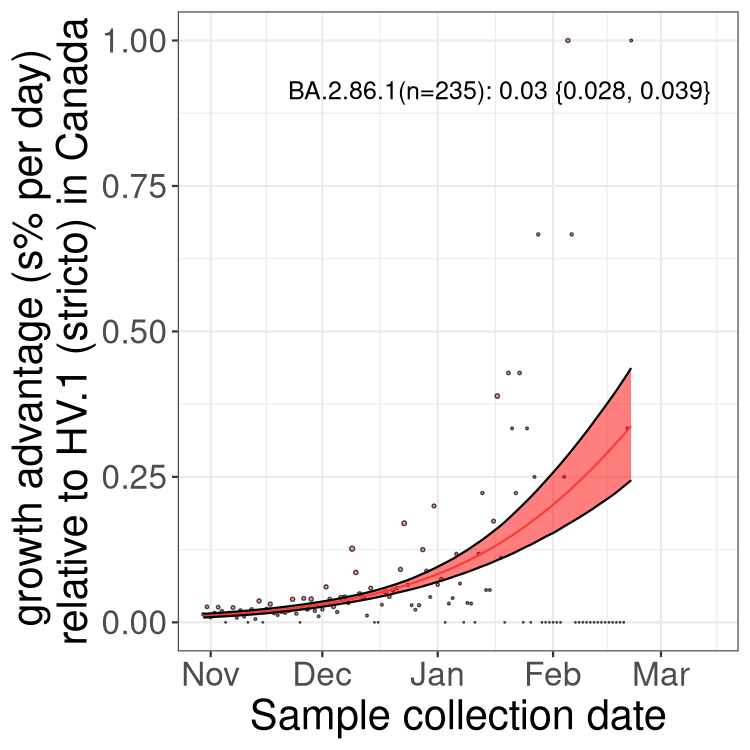 growth advantage (s% per day)
relative to HV.1 (stricto) in Canada
1.00
0.75
0.50
0.25
0.00
BA.2.86.1(n=235): 0.03 {0.028, 0.039}
Nov Dec Jan Feb Mar
Sample collection date